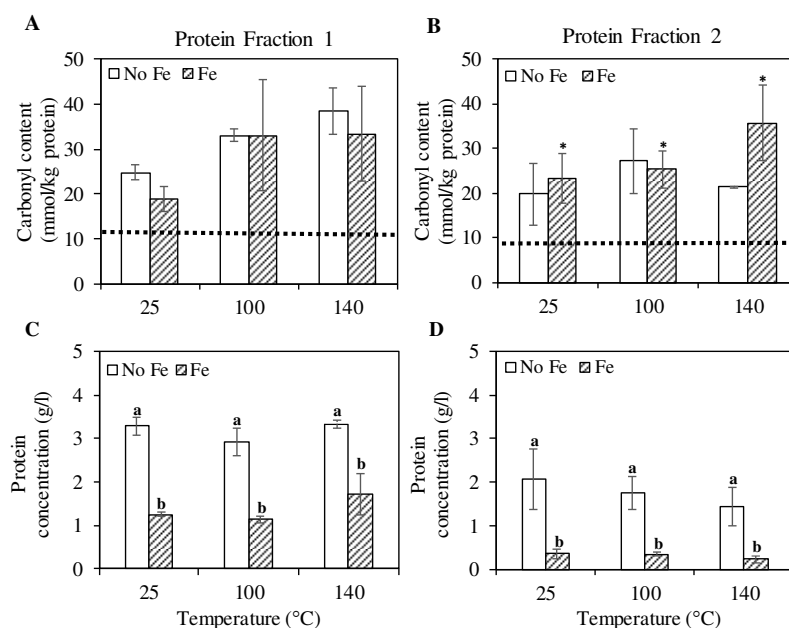 A
Protein Fraction 1
Carbonyl content
(mmol/kg protein)
50
40
30
20
10
0
No Fe Fe
25 100 140
B
Protein Fraction 2
Carbonyl content
(mmol/kg protein)
50
40
30
20
10
0
No Fe Fe
* * *
25 100 140
C
Protein
concentration (g/l)
5
4
3
2
1
0
No Fe Fe
a b a b a b
25 100 140
Temperature (°C)
D
Protein
concentration (g/l)
5
4
3
2
1
0
No Fe Fe
a b a b a b
25 100 140
Temperature (°C)